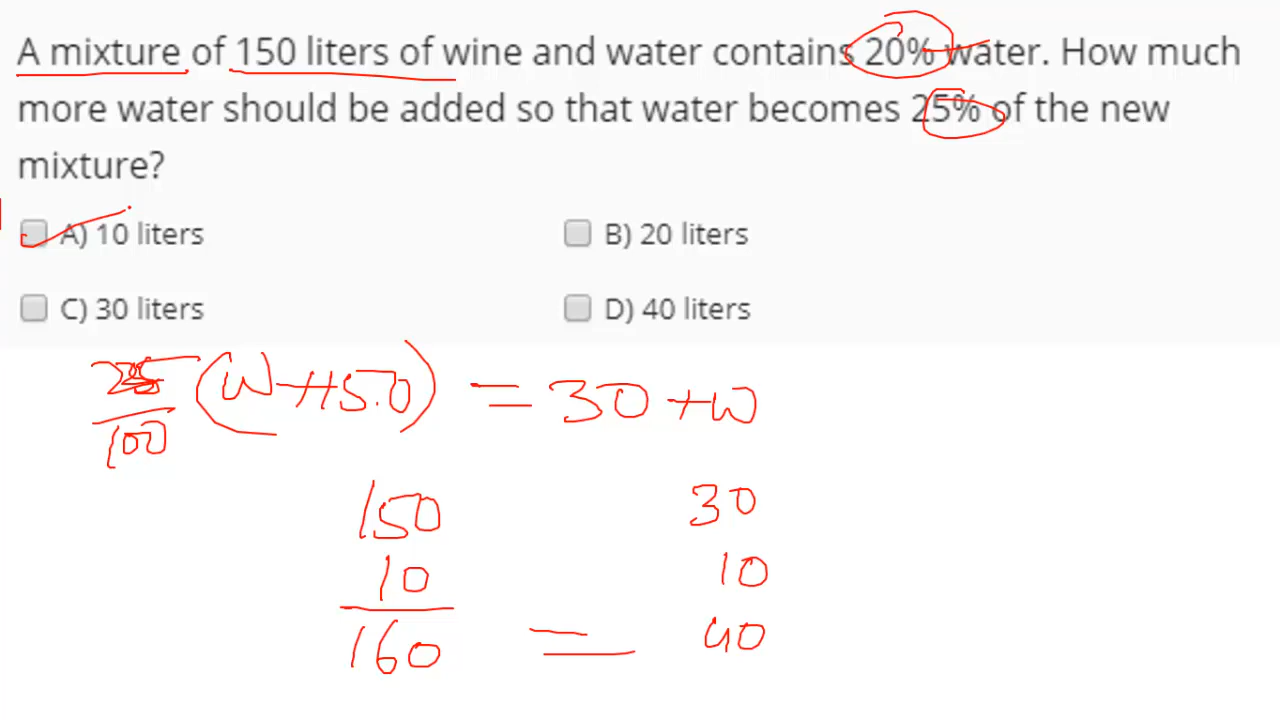 A mixture of 150 liters of wine and water contains 20% water. How much
more water should be added so that water becomes 25% of the new
mixture?
A) 10 liters B) 20 liters
C) 30 liters D) 40 liters
25/100 (W+150) = 30+W
150 30
10 10
160 = 40